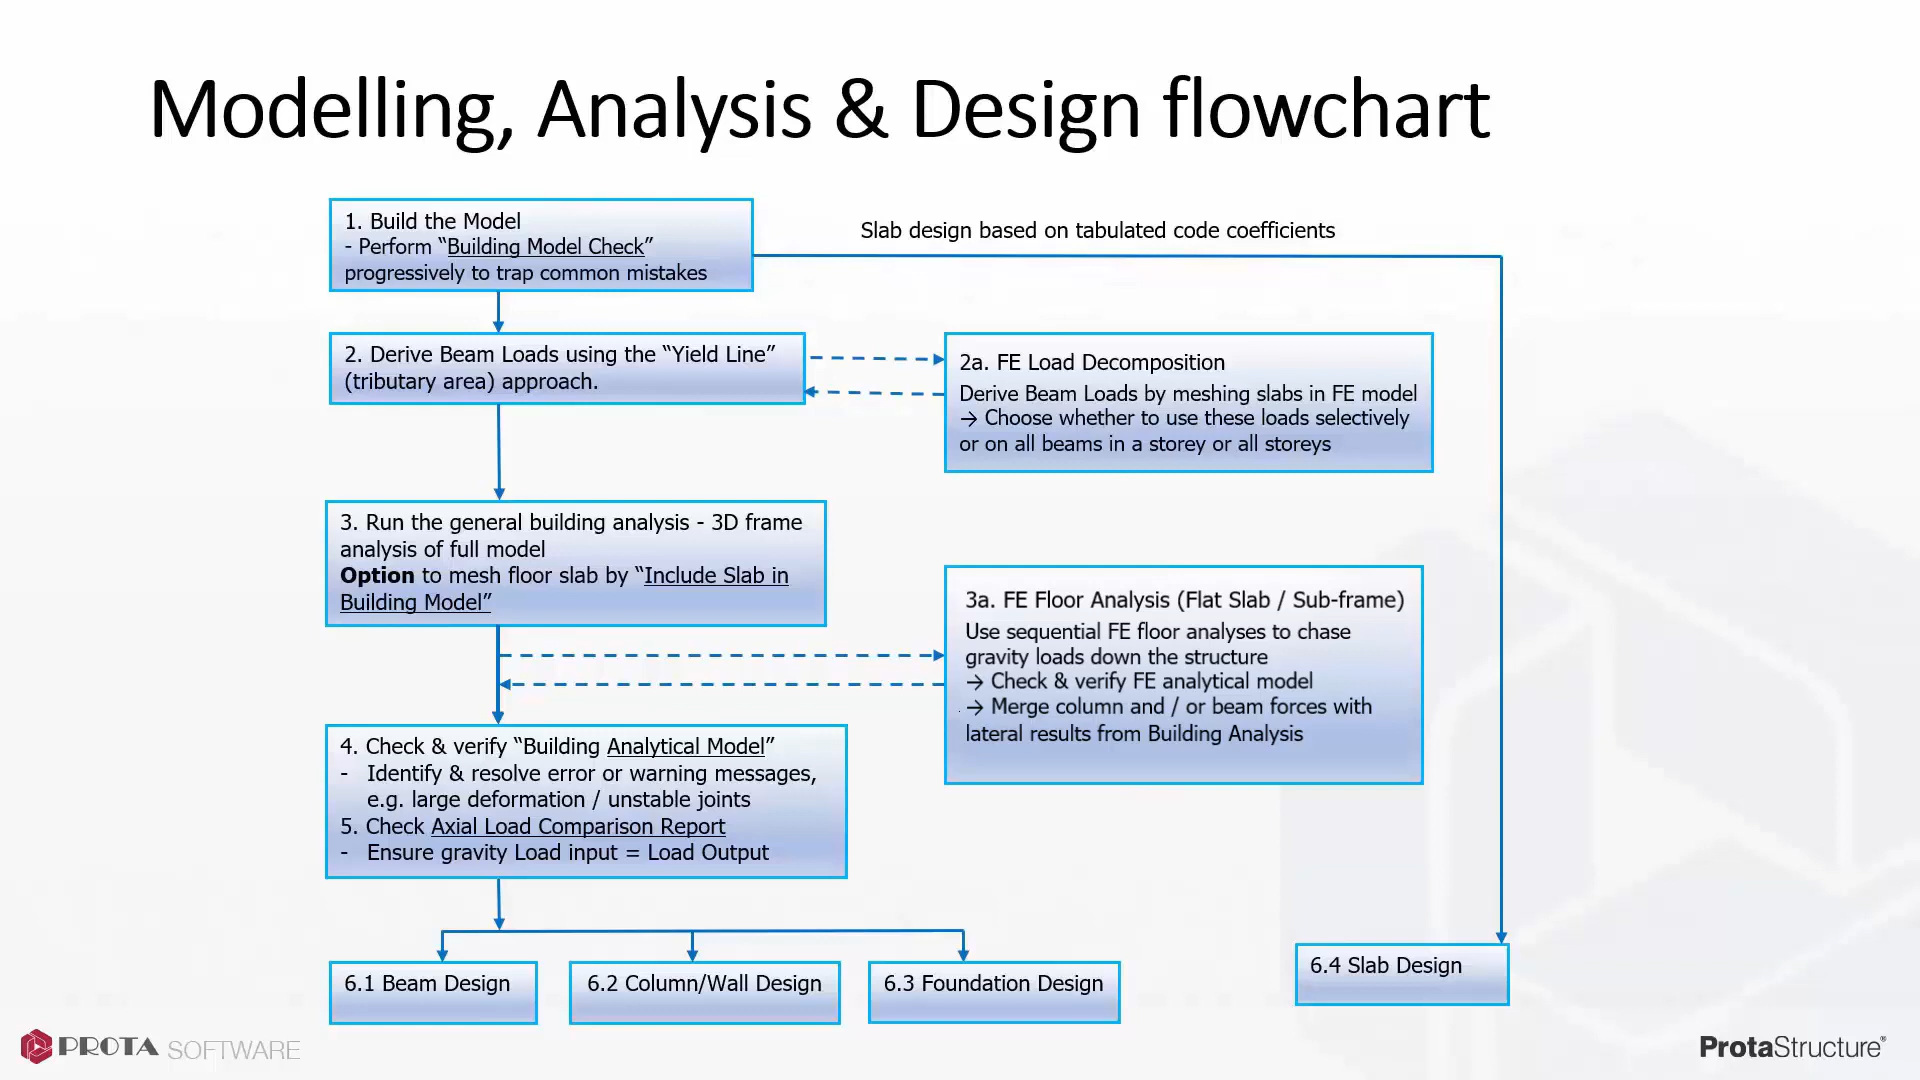 Modelling, Analysis & Design flowchart
1. Build the Model
- Perform “Building Model Check”
progressively to trap common mistakes
Slab design based on tabulated code coefficients
2. Derive Beam Loads using the “Yield Line”
(tributary area) approach.
2a. FE Load Decomposition
Derive Beam Loads by meshing slabs in FE model
→ Choose whether to use these loads selectively
or on all beams in a storey or all storeys
3. Run the general building analysis - 3D frame
analysis of full model
Option to mesh floor slab by “Include Slab in
Building Model”
3a. FE Floor Analysis (Flat Slab / Sub-frame)
Use sequential FE floor analyses to chase
gravity loads down the structure
→ Check & verify FE analytical model
→ Merge column and / or beam forces with
lateral results from Building Analysis
4. Check & verify “Building Analytical Model”
- Identify & resolve error or warning messages,
e.g. large deformation / unstable joints
5. Check Axial Load Comparison Report
- Ensure gravity Load input = Load Output
6.1 Beam Design
6.2 Column/Wall Design
6.3 Foundation Design
6.4 Slab Design
PROTA SOFTWARE
ProtaStructure®